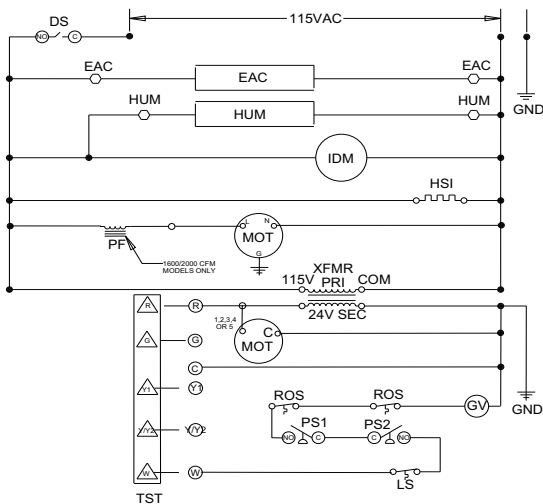 115VAC
DS
NO C
EAC EAC EAC
GND
HUM HUM HUM
IDM
HSI
L N
MOT
G
PF
1600/2000 CFM
MODELS ONLY
XFMR
115V PRI COM
24V SEC
R R
1,2,3,4
OR 5
C
MOT
G G
C
Y1 Y1
ROS ROS
GV
GND
PS1 PS2
NO C C NO
Y/Y2 Y/Y2
W W
LS
TST